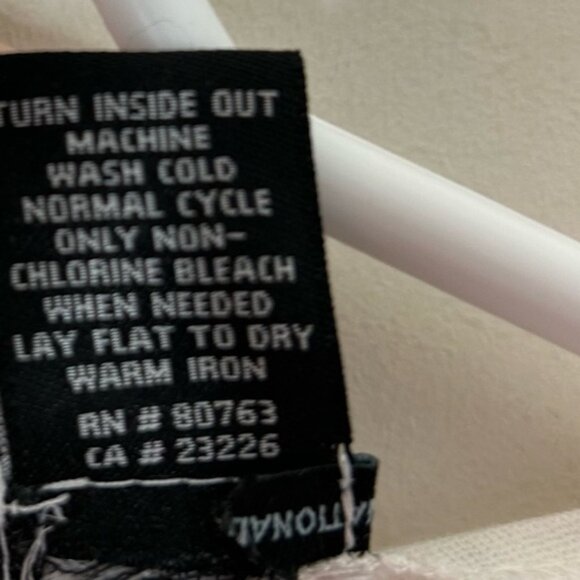 TURN INSIDE OUT
MACHINE
WASH COLD
NORMAL CYCLE
ONLY NON-
CHLORINE BLEACH
WHEN NEEDED
LAY FLAT TO DRY
WARM IRON
RN # 80763
CA # 23226
NATIONAL